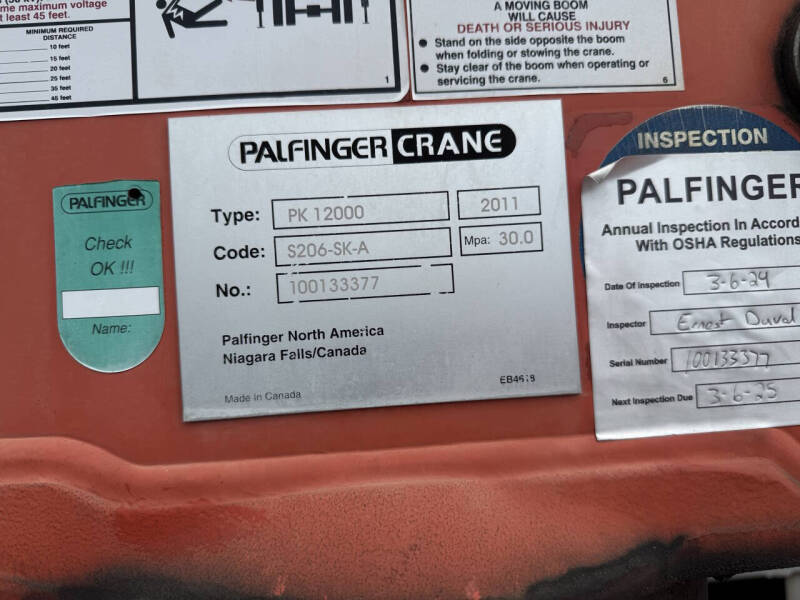 maximum voltage
at least 45 feet.
MINIMUM REQUIRED
DISTANCE
10 feet
15 feet
20 feet
25 feet
35 feet
45 feet
1
A MOVING BOOM
WILL CAUSE
DEATH OR SERIOUS INJURY
• Stand on the side opposite the boom
when folding or stowing the crane.
• Stay clear of the boom when operating or
servicing the crane.
6
PALFINGER
Check
OK !!!
Name:
PALFINGER CRANE
Type: PK 12000 2011
Code: S206-SK-A Mpa: 30.0
No.: 100133377
Palfinger North America
Niagara Falls/Canada
Made in Canada
INSPECTION
PALFINGER
Annual Inspection In Accord
With OSHA Regulations
Date Of Inspection 3-6-24
Inspector Ernest Duval
Serial Number 100133377
Next Inspection Due 3-6-25